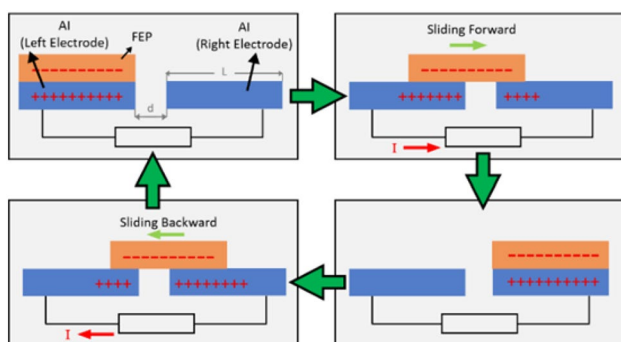 Al
(Left Electrode)
FEP
Al
(Right Electrode)
L
d
- - - - - - - - - -
+++++++++++
Sliding Forward
- - - - - - - - - -
+++++++ ++++
I
Sliding Backward
- - - - - - - - - -
++++ ++++++++
I
- - - - - - - - - -
++++++++++